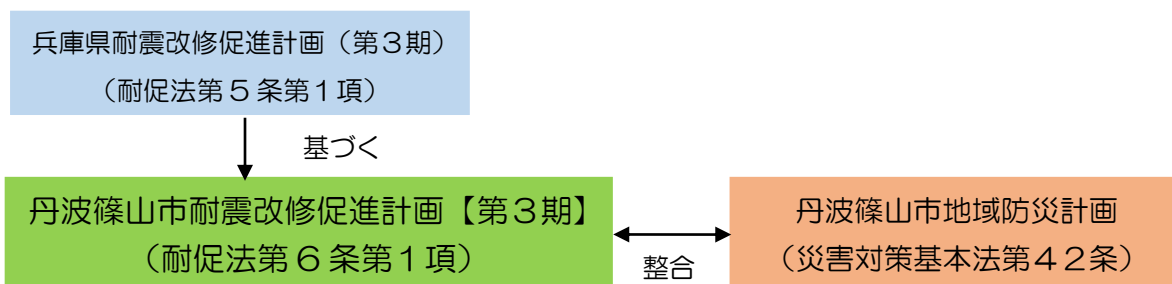 兵庫県耐震改修促進計画（第３期）
（耐促法第５条第１項）
基づく
丹波篠山市耐震改修促進計画【第３期】
（耐促法第６条第１項）
整合
丹波篠山市地域防災計画
（災害対策基本法第４２条）